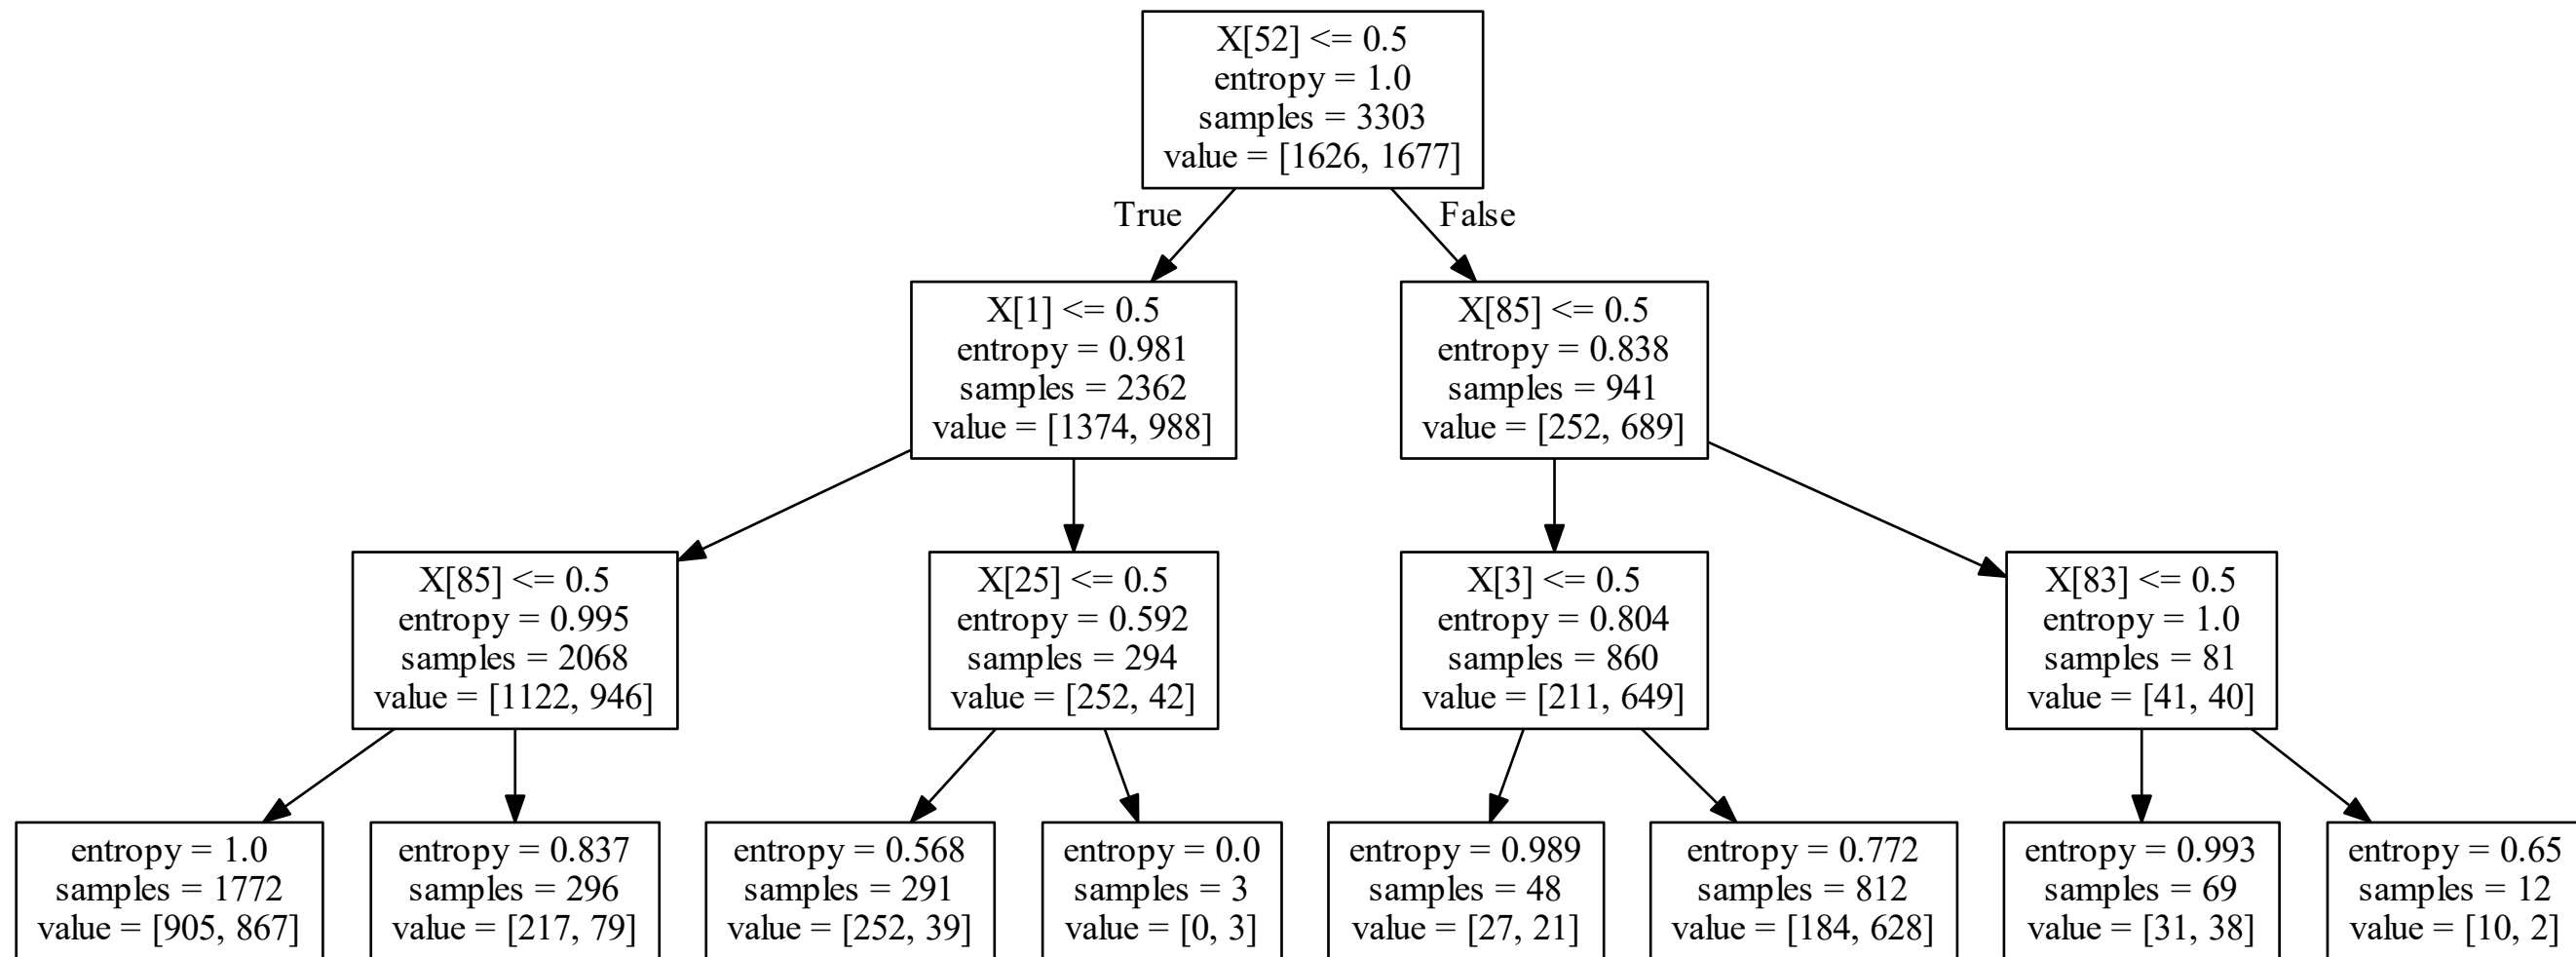 X[52] <= 0.5
entropy = 1.0
samples = 3303
value = [1626, 1677]
True
False
X[1] <= 0.5
entropy = 0.981
samples = 2362
value = [1374, 988]
X[85] <= 0.5
entropy = 0.838
samples = 941
value = [252, 689]
X[85] <= 0.5
entropy = 0.995
samples = 2068
value = [1122, 946]
X[25] <= 0.5
entropy = 0.592
samples = 294
value = [252, 42]
X[3] <= 0.5
entropy = 0.804
samples = 860
value = [211, 649]
X[83] <= 0.5
entropy = 1.0
samples = 81
value = [41, 40]
entropy = 1.0
samples = 1772
value = [905, 867]
entropy = 0.837
samples = 296
value = [217, 79]
entropy = 0.568
samples = 291
value = [252, 39]
entropy = 0.0
samples = 3
value = [0, 3]
entropy = 0.989
samples = 48
value = [27, 21]
entropy = 0.772
samples = 812
value = [184, 628]
entropy = 0.993
samples = 69
value = [31, 38]
entropy = 0.65
samples = 12
value = [10, 2]